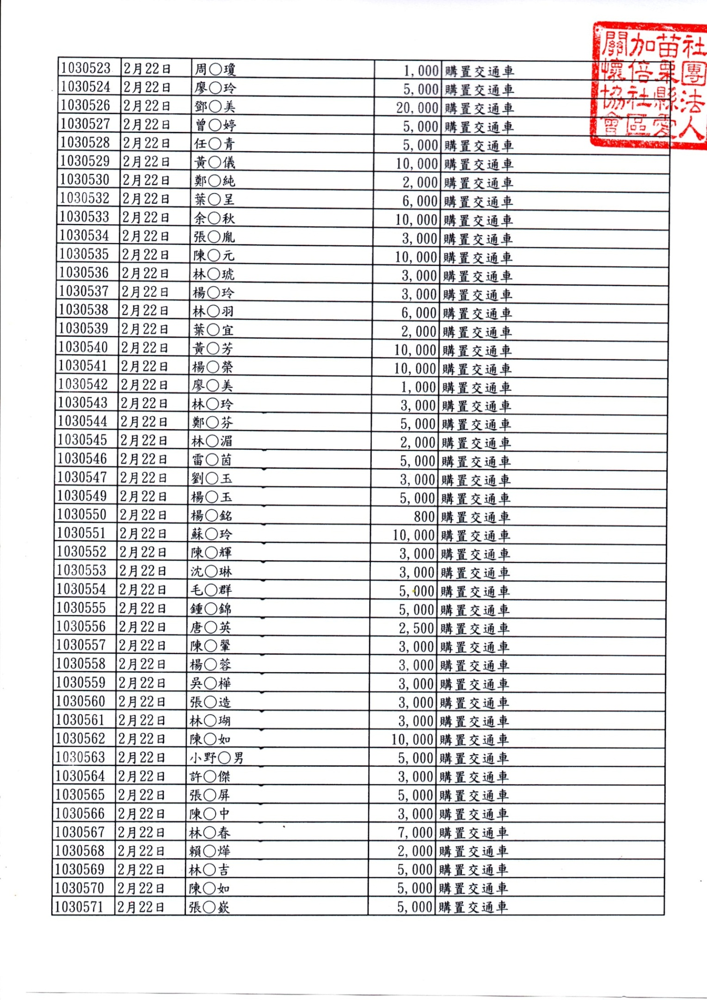 社團法人
苗栗縣愛
加倍社區
關懷協會
1030523 2月22日 周○瓊 1,000 購置交通車
1030524 2月22日 廖○玲 5,000 購置交通車
1030526 2月22日 鄧○美 20,000 購置交通車
1030527 2月22日 曾○婷 5,000 購置交通車
1030528 2月22日 任○青 5,000 購置交通車
1030529 2月22日 黃○儀 10,000 購置交通車
1030530 2月22日 鄭○純 2,000 購置交通車
1030532 2月22日 葉○呈 6,000 購置交通車
1030533 2月22日 余○秋 10,000 購置交通車
1030534 2月22日 張○胤 3,000 購置交通車
1030535 2月22日 陳○元 10,000 購置交通車
1030536 2月22日 林○琥 3,000 購置交通車
1030537 2月22日 楊○玲 3,000 購置交通車
1030538 2月22日 林○羽 6,000 購置交通車
1030539 2月22日 葉○宜 2,000 購置交通車
1030540 2月22日 黃○芳 10,000 購置交通車
1030541 2月22日 楊○榮 10,000 購置交通車
1030542 2月22日 廖○美 1,000 購置交通車
1030543 2月22日 林○玲 3,000 購置交通車
1030544 2月22日 鄭○芬 5,000 購置交通車
1030545 2月22日 林○湄 2,000 購置交通車
1030546 2月22日 雷○茵 5,000 購置交通車
1030547 2月22日 劉○玉 3,000 購置交通車
1030549 2月22日 楊○玉 5,000 購置交通車
1030550 2月22日 楊○銘 800 購置交通車
1030551 2月22日 蘇○玲 10,000 購置交通車
1030552 2月22日 陳○輝 3,000 購置交通車
1030553 2月22日 沈○琳 3,000 購置交通車
1030554 2月22日 毛○群 5,000 購置交通車
1030555 2月22日 鍾○錦 5,000 購置交通車
1030556 2月22日 唐○英 2,500 購置交通車
1030557 2月22日 陳○翬 3,000 購置交通車
1030558 2月22日 楊○蓉 3,000 購置交通車
1030559 2月22日 吳○樺 3,000 購置交通車
1030560 2月22日 張○造 3,000 購置交通車
1030561 2月22日 林○瑚 3,000 購置交通車
1030562 2月22日 陳○如 10,000 購置交通車
1030563 2月22日 小野○男 5,000 購置交通車
1030564 2月22日 許○傑 3,000 購置交通車
1030565 2月22日 張○屏 5,000 購置交通車
1030566 2月22日 陳○中 3,000 購置交通車
1030567 2月22日 林○春 7,000 購置交通車
1030568 2月22日 賴○燁 2,000 購置交通車
1030569 2月22日 林○吉 5,000 購置交通車
1030570 2月22日 陳○如 5,000 購置交通車
1030571 2月22日 張○嶔 5,000 購置交通車